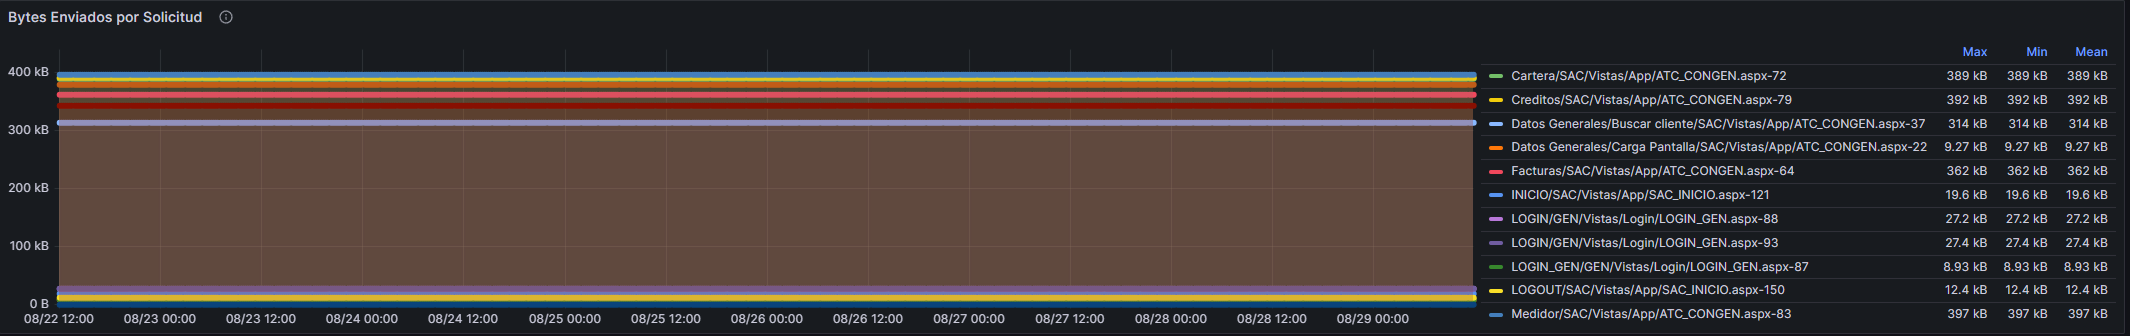 Bytes Enviados por Solicitud
400 kB
300 kB
200 kB
100 kB
0 B
08/22 12:00 08/23 00:00 08/23 12:00 08/24 00:00 08/24 12:00 08/25 00:00 08/25 12:00 08/26 00:00 08/26 12:00 08/27 00:00 08/27 12:00 08/28 00:00 08/28 12:00 08/29 00:00
Max Min Mean
Cartera/SAC/Vistas/App/ATC_CONGEN.aspx-72 389 kB 389 kB 389 kB
Creditos/SAC/Vistas/App/ATC_CONGEN.aspx-79 392 kB 392 kB 392 kB
Datos Generales/Buscar cliente/SAC/Vistas/App/ATC_CONGEN.aspx-37 314 kB 314 kB 314 kB
Datos Generales/Carga Pantalla/SAC/Vistas/App/ATC_CONGEN.aspx-22 9.27 kB 9.27 kB 9.27 kB
Facturas/SAC/Vistas/App/ATC_CONGEN.aspx-64 362 kB 362 kB 362 kB
INICIO/SAC/Vistas/App/SAC_INICIO.aspx-121 19.6 kB 19.6 kB 19.6 kB
LOGIN/GEN/Vistas/Login/LOGIN_GEN.aspx-88 27.2 kB 27.2 kB 27.2 kB
LOGIN/GEN/Vistas/Login/LOGIN_GEN.aspx-93 27.4 kB 27.4 kB 27.4 kB
LOGIN_GEN/GEN/Vistas/Login/LOGIN_GEN.aspx-87 8.93 kB 8.93 kB 8.93 kB
LOGOUT/SAC/Vistas/App/SAC_INICIO.aspx-150 12.4 kB 12.4 kB 12.4 kB
Medidor/SAC/Vistas/App/ATC_CONGEN.aspx-83 397 kB 397 kB 397 kB